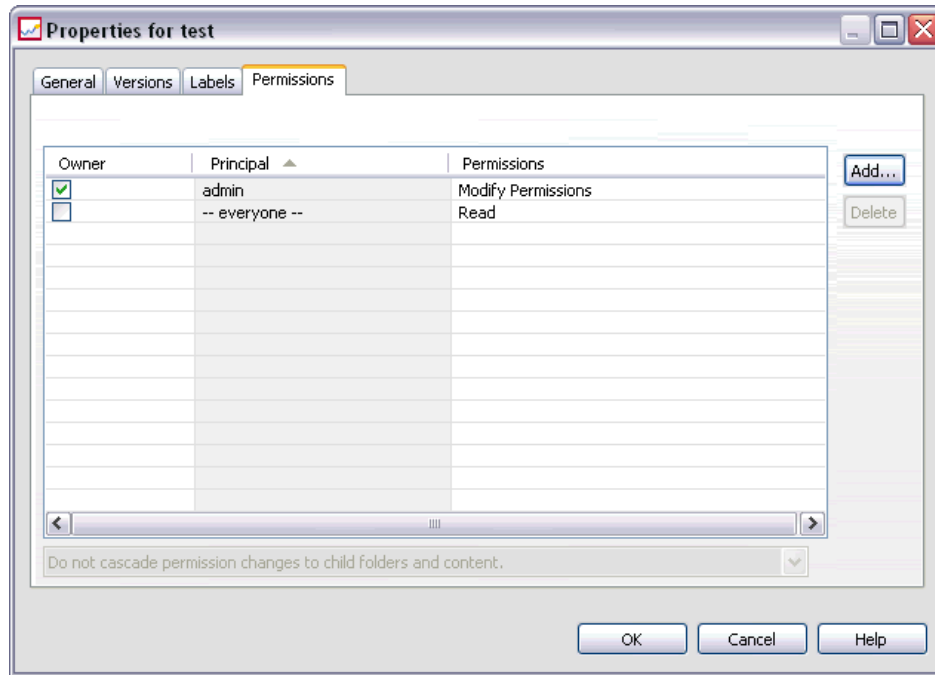 Properties for test
General Versions Labels Permissions
Owner Principal Permissions
Add...
admin Modify Permissions
-- everyone -- Read
Delete
Do not cascade permission changes to child folders and content.
OK Cancel Help